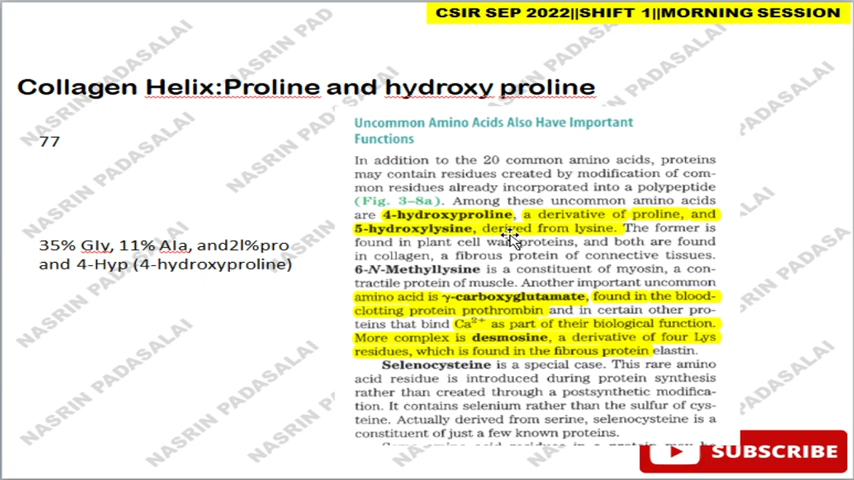 CSIR SEP 2022||SHIFT 1||MORNING SESSION
Collagen Helix:Proline and hydroxy proline
77
35% Gly, 11% Ala, and2I%pro
and 4-Hyp (4-hydroxyproline)
Uncommon Amino Acids Also Have Important
Functions
In addition to the 20 common amino acids, proteins
may contain residues created by modification of com-
mon residues already incorporated into a polypeptide
(Fig. 3–8a). Among these uncommon amino acids
are 4-hydroxyproline, a derivative of proline, and
5-hydroxylysine, derived from lysine. The former is
found in plant cell wall proteins, and both are found
in collagen, a fibrous protein of connective tissues.
6-N-Methyllysine is a constituent of myosin, a con-
tractile protein of muscle. Another important uncommon
amino acid is γ-carboxyglutamate, found in the blood-
clotting protein prothrombin and in certain other pro-
teins that bind Ca²⁺ as part of their biological function.
More complex is desmosine, a derivative of four Lys
residues, which is found in the fibrous protein elastin.
Selenocysteine is a special case. This rare amino
acid residue is introduced during protein synthesis
rather than created through a postsynthetic modifica-
tion. It contains selenium rather than the sulfur of cys-
teine. Actually derived from serine, selenocysteine is a
constituent of just a few known proteins.
SUBSCRIBE
NASRIN PADASALAI